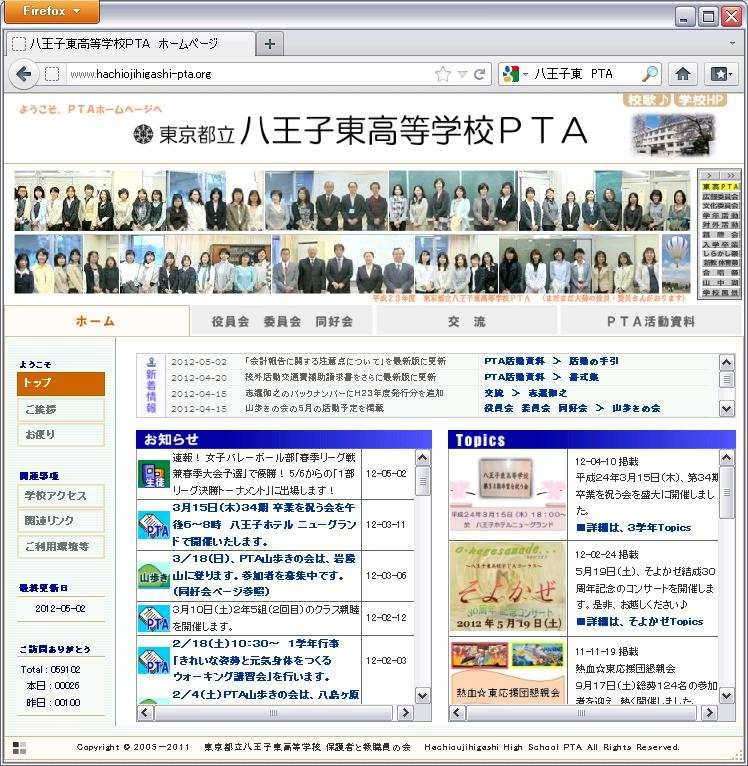 Firefox
八王子東高等学校PTA ホームページ
www.hachiojihigashi-pta.org
八王子東 PTA
ようこそ、PTAホームページへ
校歌♪ 学校HP
東京都立八王子東高等学校PTA
東高PTA
広報委員会
文化委員会
学年活動
対外活動
入学卒業
しらかし祭
合唱祭
山中湖
学校風景
平成23年度 東京都立八王子東高等学校PTA (まだまだ大勢の役員・委員さんがおります)
ホーム
役員会 委員会 同好会
交流
PTA活動資料
ようこそ
トップ
ご挨拶
お便り
関連事項
学校アクセス
関連リンク
ご利用環境等
最終更新日
2012-05-02
ご訪問ありがとう
Total : 059102
本日 : 00026
昨日 : 00100
新着情報
2012-05-02 「会計報告に関する注意点について」を最新版に更新 PTA活動資料 > 活動の手引
2012-04-20 校外活動交通費補助請求書をさらに最新版に更新 PTA活動資料 > 書式集
2012-04-15 志遍伽之のバックナンバーにH23年度発行分を追加 交流 > 志遍伽之
2012-04-15 山歩きの会の5月の活動予定を掲載 役員会 委員会 同好会 > 山歩きの会
お知らせ
生徒
速報! 女子バレーボール部「春季リーグ戦
兼春季大会予選」で優勝! 5/6からの「1部
リーグ決勝トーナメント」に出場します!
12-05-02
PTA
3月15日(木)34期 卒業を祝う会を午
後6~8時 八王子ホテル ニューグラン
ドで開催いたします。
12-03-11
山歩き
3/18(日)、PTA山歩きの会は、岩殿
山に登ります。参加者を募集中です。
(同好会ページ参照)
12-03-06
PTA
3月10日(土)2年5組(2回目)のクラス親睦
を開催します。
12-02-12
PTA
2/18(土)10:30~ 1学年行事
「きれいな姿勢と元気身体をつくる
ウォーキング講習会」を行います。
12-02-03
2/4(土)PTA山歩きの会は、八島ヶ原
Topics
八王子東高等学校
第34期卒業を祝う会
平成24年3月15日(木) 18:00~
於 八王子ホテルニューグランド
12-04-10 掲載
平成24年3月15日(木)、第34期
卒業を祝う会を盛大に開催しまし
た。
■詳細は、3学年Topics
~八王子東高校PTAコーラス~
そよかぜ
30周年 記念コンサート
2012年5月19日(土)
12-02-24 掲載
5月19日(土)、そよかぜ結成30
周年記念のコンサートを開催しま
す。是非、お越しください♪
■詳細は、そよかぜTopics
熱血☆東応援団懇親会
11-11-19 掲載
熱血☆東応援団懇親会
9月17日(土)総勢124名の参加
者を迎え、熱く開催しました。
Copyright © 2005-2011 東京都立八王子東高等学校 保護者と教職員の会 Hachioujihigashi High School PTA All Rights Reserved.